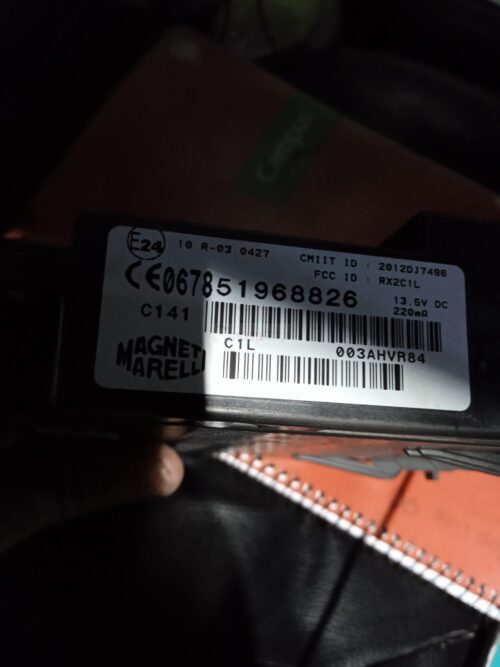 E24
10 R-03 0427
CMIIT ID : 2012DJ7496
FCC ID : RX2C1L
CE0678
51968826
13.5V DC
220mA
C141
C1L
003AHVR84
MAGNETI
MARELLI
Campus